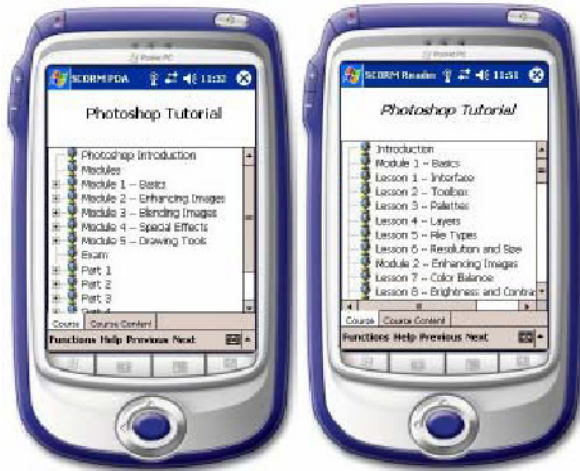 Pocket PC
SCORM PDA 11:32
Photoshop Tutorial
Photoshop Introduction
Modules
Module 1 - Basics
Module 2 - Enhancing Images
Module 3 - Blending Images
Module 4 - Special Effects
Module 5 - Drawing Tools
Exam
Part 1
Part 2
Part 3
Part 4
Course Course Content
Functions Help Previous Next
Pocket PC
SCORM Reader 11:51
Photoshop Tutorial
Introduction
Module 1 - Basics
Lesson 1 - Interface
Lesson 2 - Toolbox
Lesson 3 - Palettes
Lesson 4 - Layers
Lesson 5 - File Types
Lesson 6 - Resolution and Size
Module 2 - Enhancing Images
Lesson 7 - Color Balance
Lesson 8 - Brightness and Contra
Course Course Content
Functions Help Previous Next